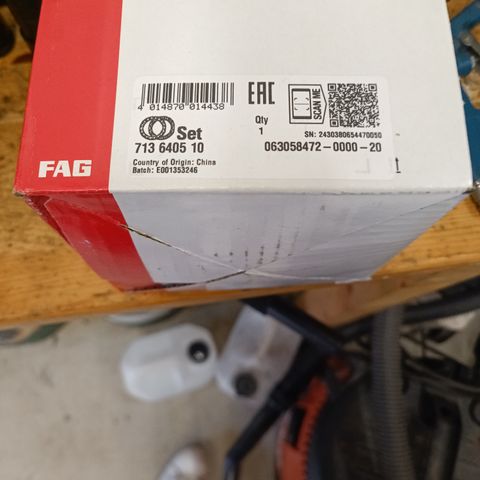 4 014870 014438
EAC
SCAN ME
Set
Qty
1
SN: 2430380654470050
713 6405 10
063058472-0000-20
Country of Origin: China
Batch: E001353246
FAG
1